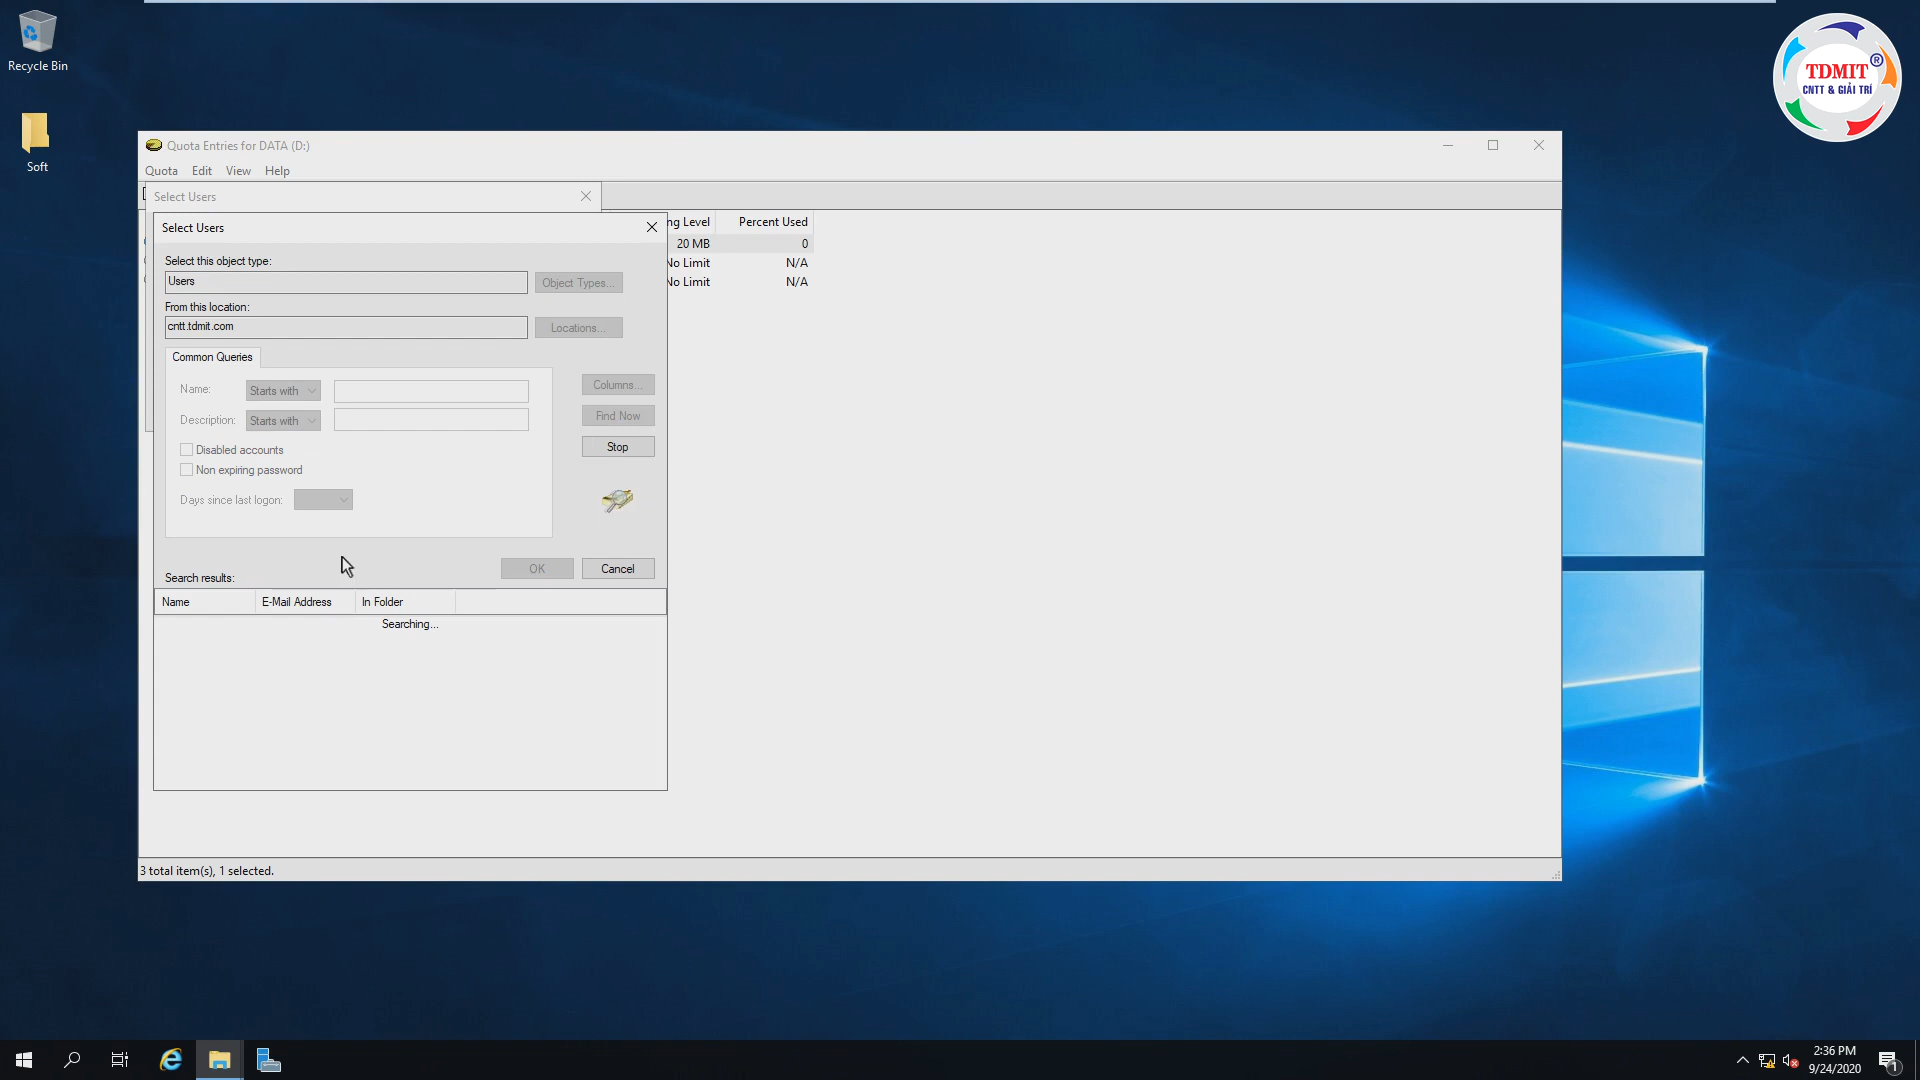 Recycle Bin
Soft
TDMIT®
CNTT & GIẢI TRÍ
Quota Entries for DATA (D:)
Quota Edit View Help
Select Users
Select Users
ng Level Percent Used
20 MB 0
No Limit N/A
No Limit N/A
Select this object type:
Users
Object Types...
From this location:
cntt.tdmit.com
Locations...
Common Queries
Name: Starts with
Description: Starts with
Disabled accounts
Non expiring password
Days since last logon:
Columns...
Find Now
Stop
OK Cancel
Search results:
Name E-Mail Address In Folder
Searching...
3 total item(s), 1 selected.
2:36 PM
9/24/2020
1